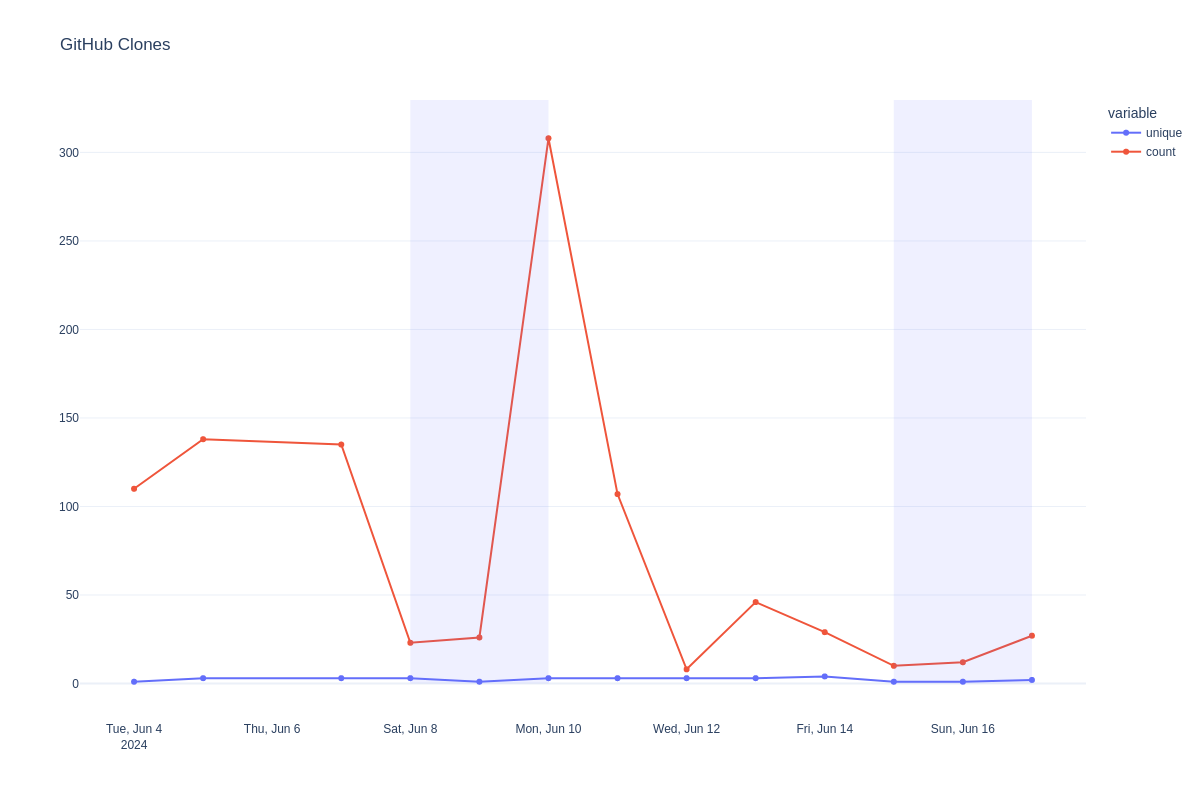 GitHub Clones
variable
unique
count
300
250
200
150
100
50
0
Tue, Jun 4
2024
Thu, Jun 6
Sat, Jun 8
Mon, Jun 10
Wed, Jun 12
Fri, Jun 14
Sun, Jun 16